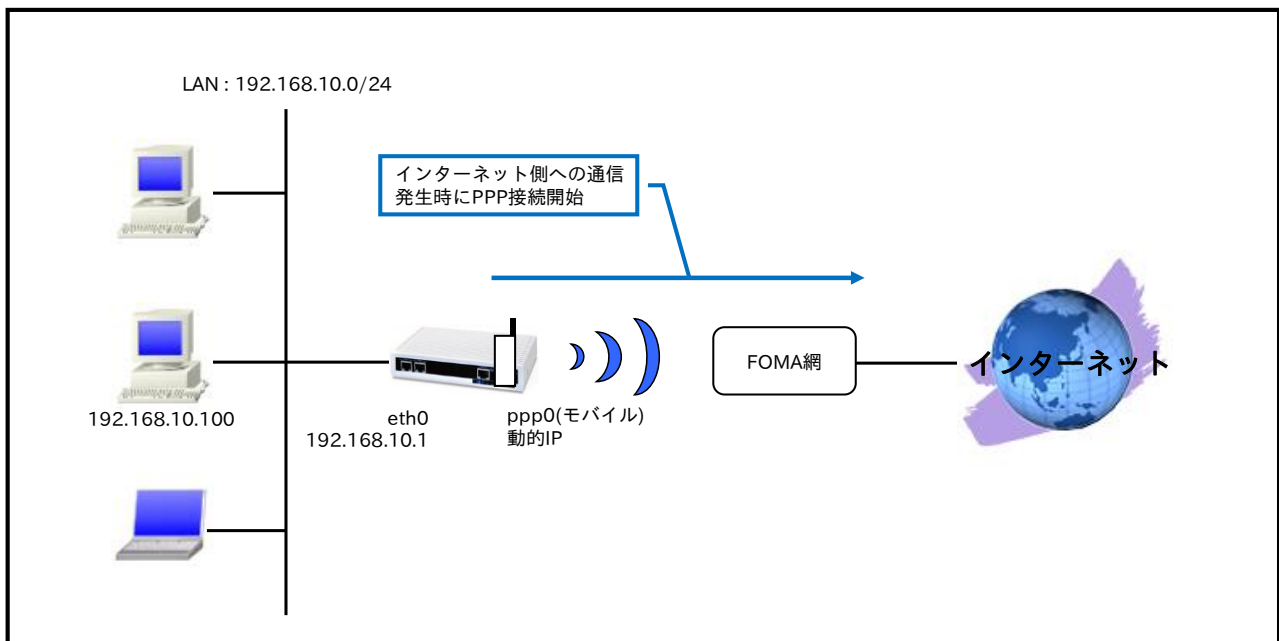 LAN : 192.168.10.0/24
インターネット側への通信
発生時にPPP接続開始
FOMA網
インターネット
192.168.10.100
eth0
192.168.10.1
ppp0(モバイル)
動的IP